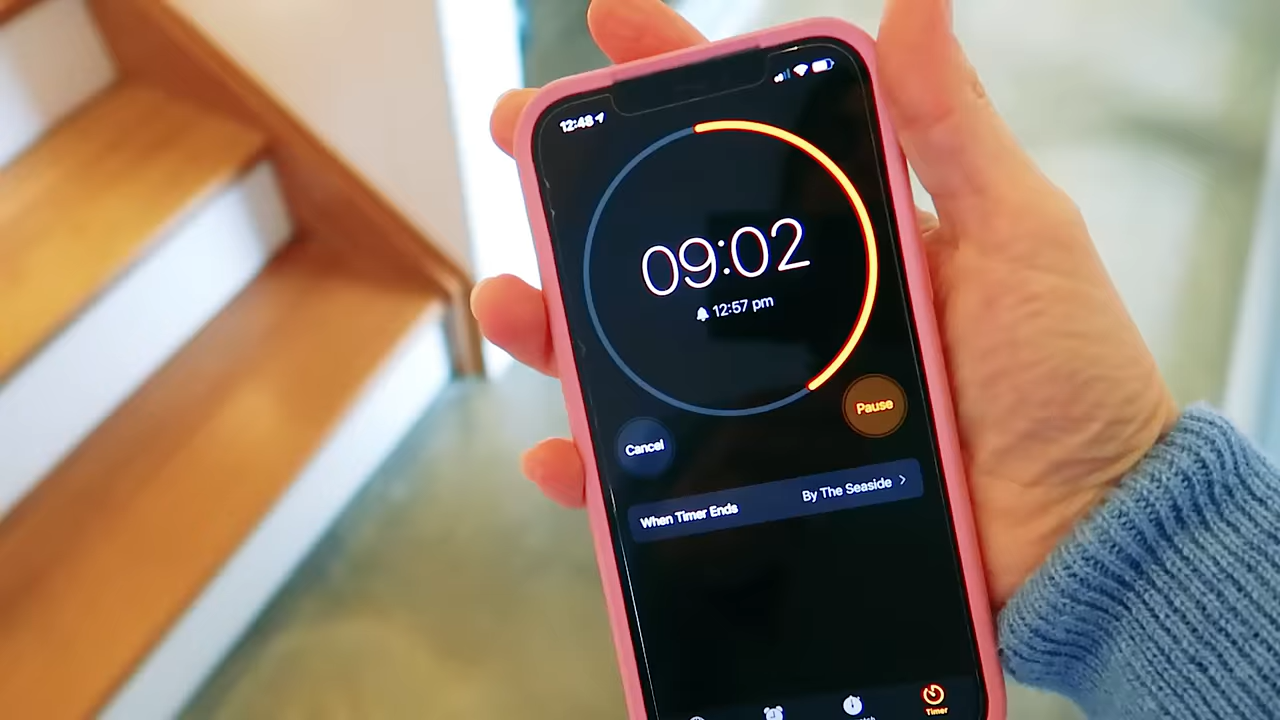 12:48
09:02
12:57 pm
Cancel
Pause
When Timer Ends
By The Seaside
Timer